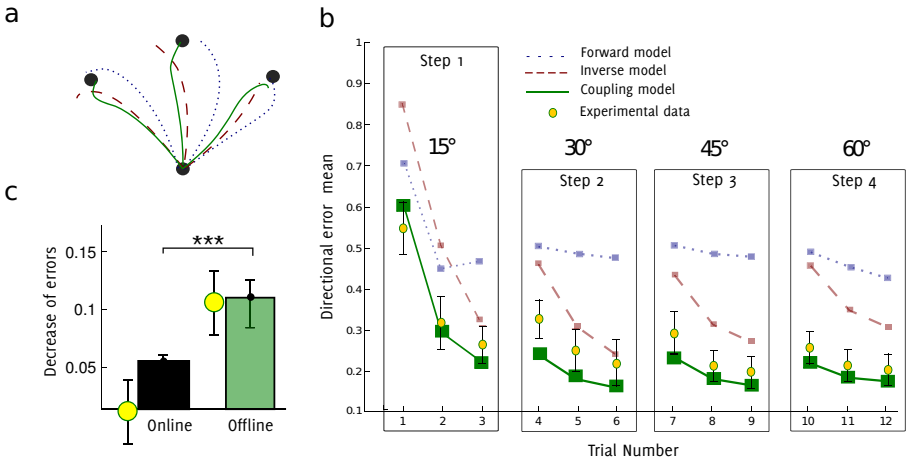 a
b
c
1
0.9
0.8
0.7
0.6
0.5
0.4
0.3
0.2
0.1
Directional error mean
Step 1
15°
Forward model
Inverse model
Coupling model
Experimental data
30°
Step 2
45°
Step 3
60°
Step 4
1 2 3 4 5 6 7 8 9 10 11 12
Trial Number
Decrease of errors
0.15
0.1
0.05
***
Online Offline